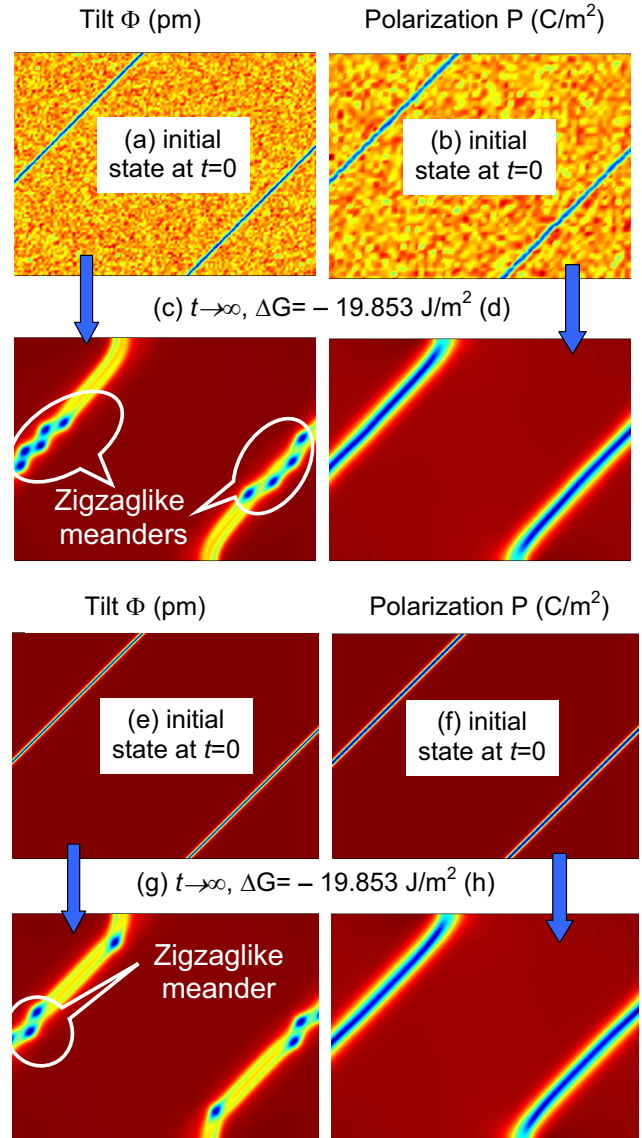 Tilt Φ (pm) Polarization P (C/m²)
(a) initial
state at t=0
(b) initial
state at t=0
(c) t→∞, ΔG= – 19.853 J/m² (d)
Zigzaglike
meanders
Tilt Φ (pm) Polarization P (C/m²)
(e) initial
state at t=0
(f) initial
state at t=0
(g) t→∞, ΔG= – 19.853 J/m² (h)
Zigzaglike
meander